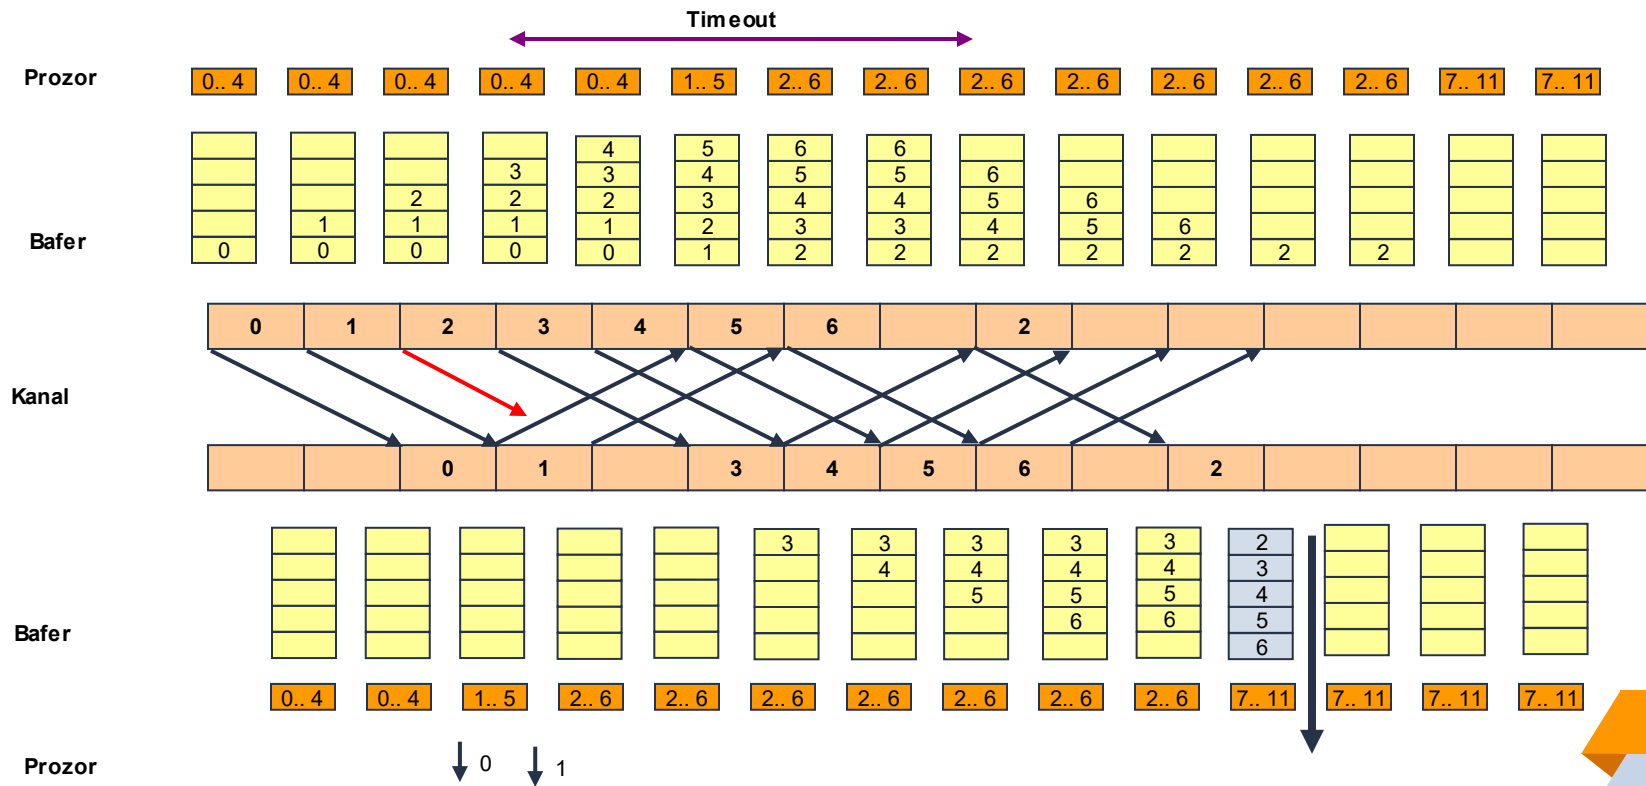 Timeout
Prozor 0.. 4 0.. 4 0.. 4 0.. 4 0.. 4 1.. 5 2.. 6 2.. 6 2.. 6 2.. 6 2.. 6 2.. 6 2.. 6 7.. 11 7.. 11
4 5 6 6
3 3 4 5 5 6
2 2 2 3 4 4 5 6
1 1 1 1 2 3 3 4 5 6
Bafer
0 0 0 0 0 1 2 2 2 2 2 2 2
0 1 2 3 4 5 6 2
Kanal
0 1 3 4 5 6 2
3 3 3 3 3 2
4 4 4 4 3
5 5 5 4
6 6 5
Bafer
6
0.. 4 0.. 4 1.. 5 2.. 6 2.. 6 2.. 6 2.. 6 2.. 6 2.. 6 2.. 6 7.. 11 7.. 11 7.. 11 7.. 11
Prozor 0 1